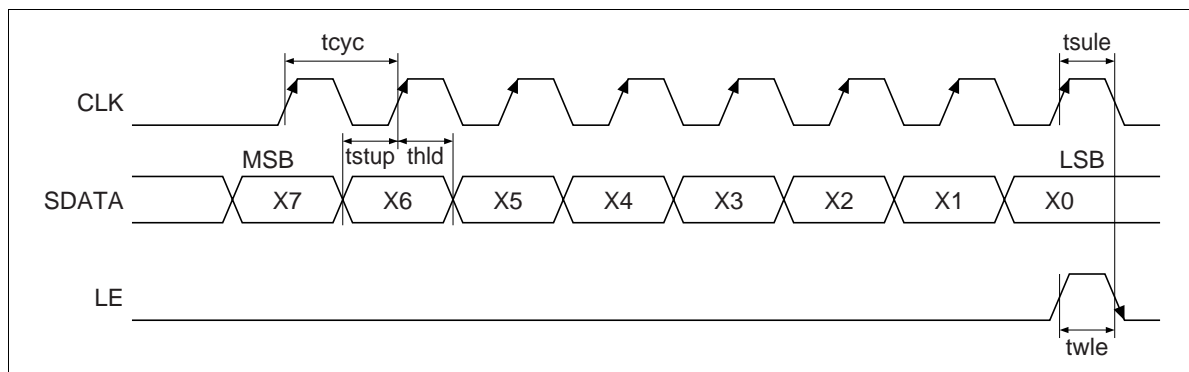 tcyc
tsule
CLK
MSB
tstup
thld
LSB
SDATA
X7
X6
X5
X4
X3
X2
X1
X0
LE
twle